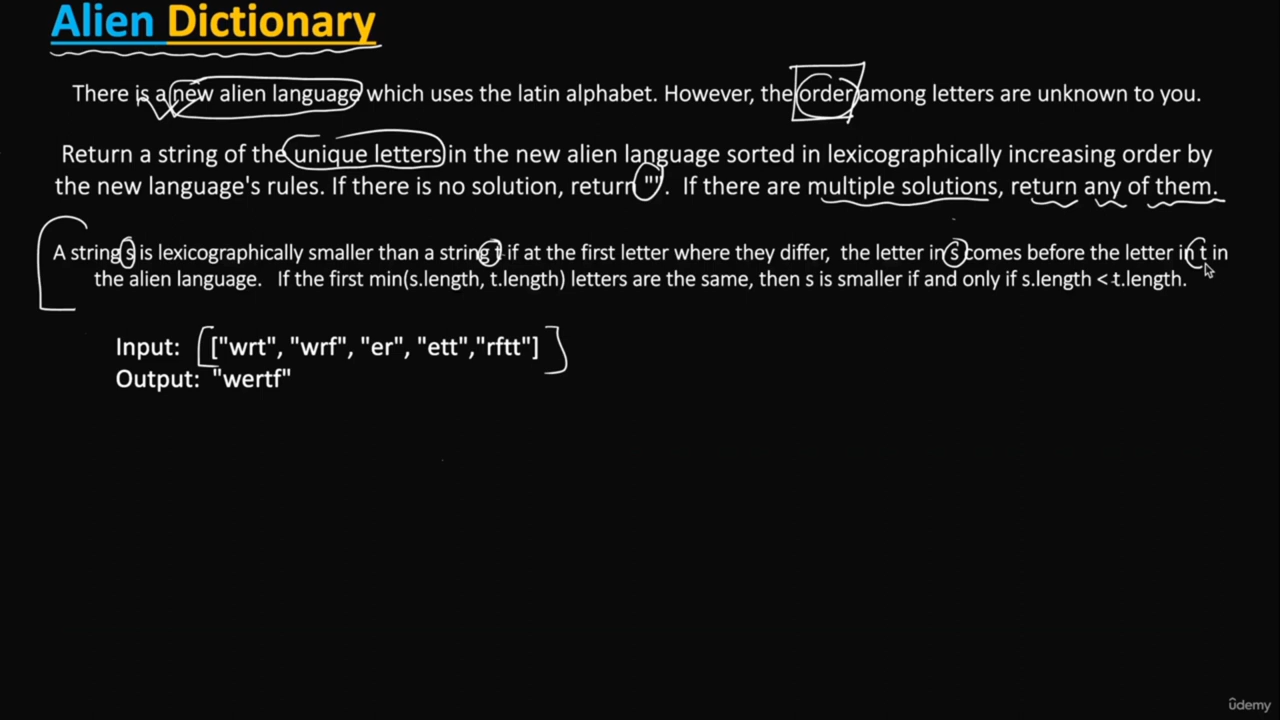 Alien Dictionary
There is a new alien language which uses the latin alphabet. However, the order among letters are unknown to you.
Return a string of the unique letters in the new alien language sorted in lexicographically increasing order by
the new language's rules. If there is no solution, return "". If there are multiple solutions, return any of them.
A string s is lexicographically smaller than a string t if at the first letter where they differ, the letter in s comes before the letter in t in
the alien language. If the first min(s.length, t.length) letters are the same, then s is smaller if and only if s.length < t.length.
Input: ["wrt", "wrf", "er", "ett","rftt"]
Output: "wertf"
ûdemy